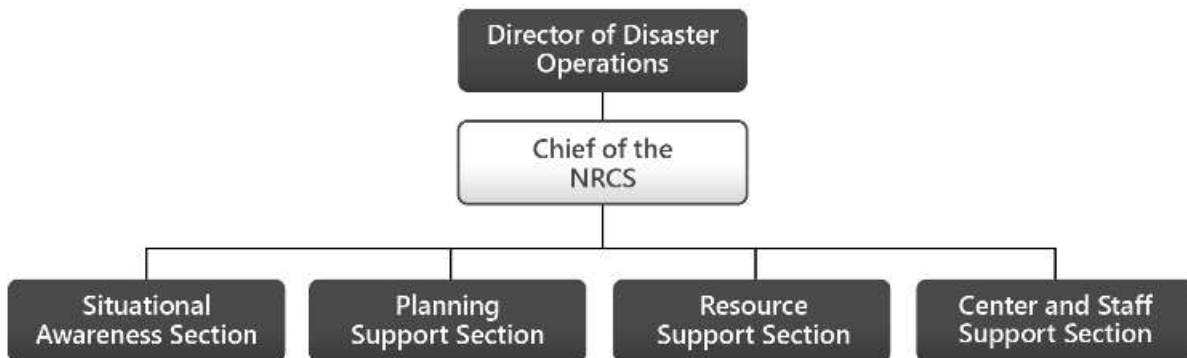 Director of Disaster
Operations
Chief of the
NRCS
Situational
Awareness Section
Planning
Support Section
Resource
Support Section
Center and Staff
Support Section